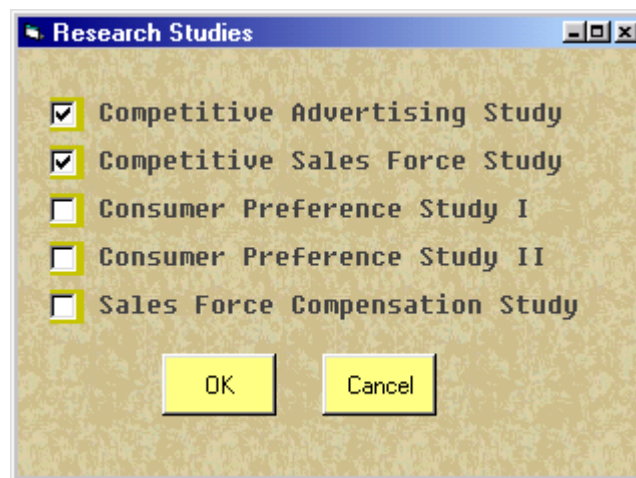 Research Studies
Competitive Advertising Study
Competitive Sales Force Study
Consumer Preference Study I
Consumer Preference Study II
Sales Force Compensation Study
OK Cancel